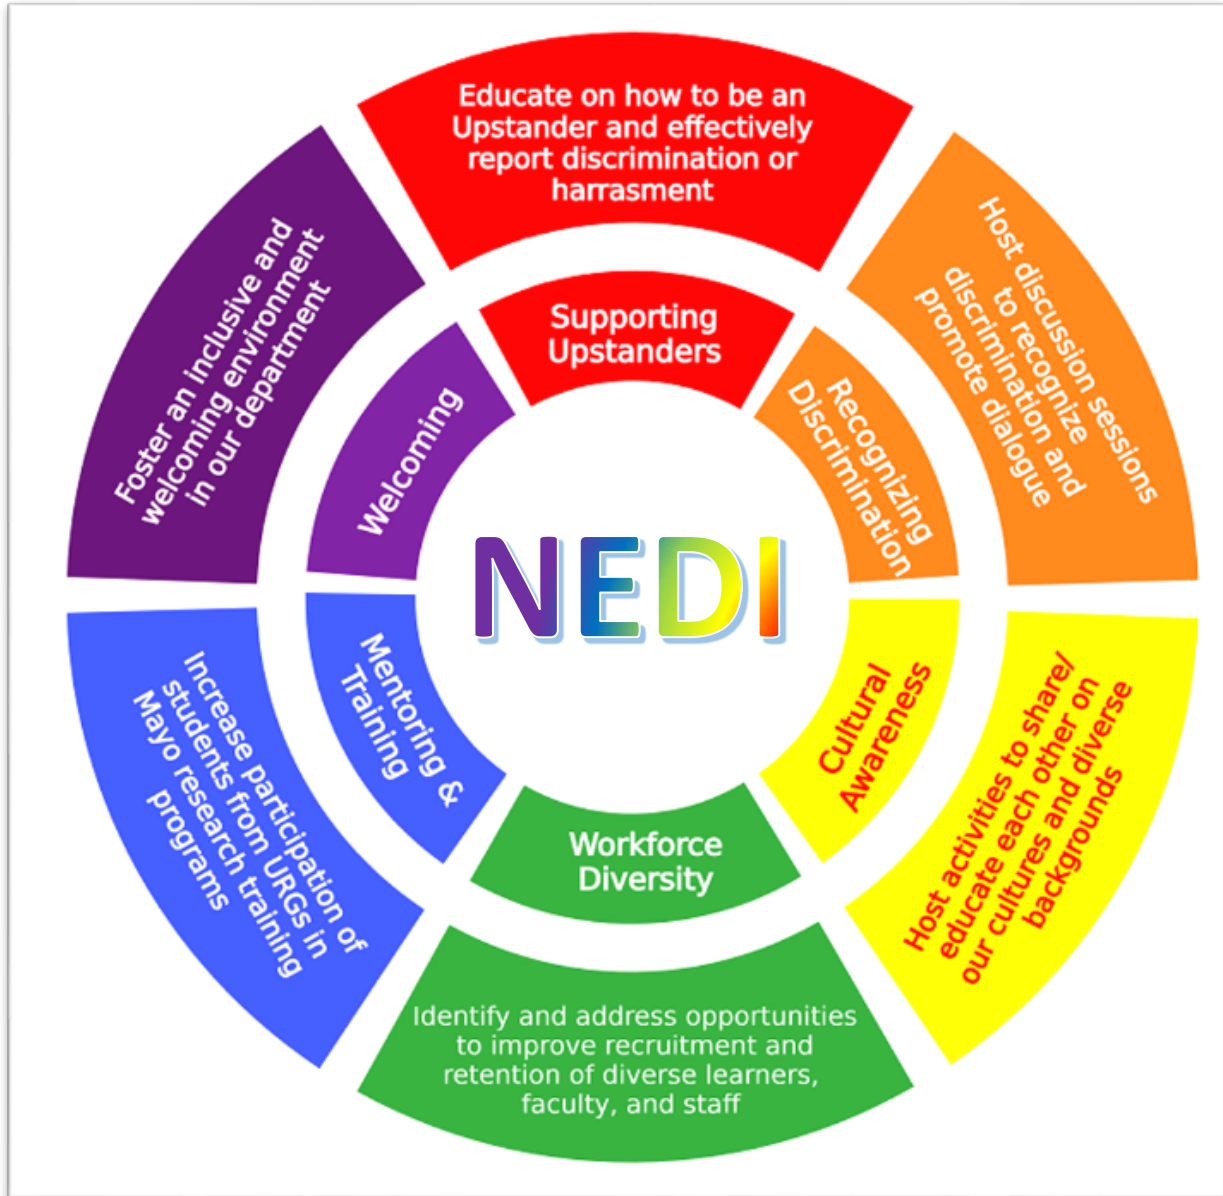 Educate on how to be an
Upstander and effectively
report discrimination or
harrasment
Supporting
Upstanders
Host discussion sessions
to recognize
discrimination and
promote dialogue
Recognizing
Discrimination
Host activities to share/
educate each other on
our cultures and diverse
backgrounds
Cultural
Awareness
Identify and address opportunities
to improve recruitment and
retention of diverse learners,
faculty, and staff
Workforce
Diversity
Increase participation of
students from URGs in
Mayo research training
programs
Mentoring &
Training
Foster an inclusive and
welcoming environment
in our department
Welcoming
NEDI